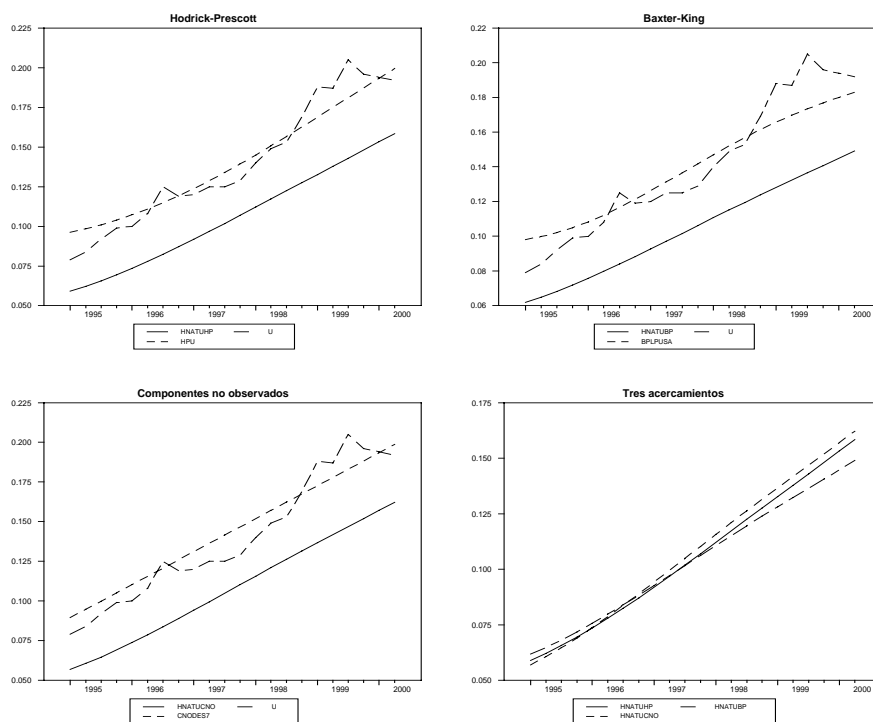 Hodrick-Prescott
0.225
0.200
0.175
0.150
0.125
0.100
0.075
0.050
1995 1996 1997 1998 1999 2000
HNATUHP U
HPU
Baxter-King
0.22
0.20
0.18
0.16
0.14
0.12
0.10
0.08
0.06
1995 1996 1997 1998 1999 2000
HNATUBP U
BPLPUSA
Componentes no observados
0.225
0.200
0.175
0.150
0.125
0.100
0.075
0.050
1995 1996 1997 1998 1999 2000
HNATUCNO U
CNODES7
Tres acercamientos
0.175
0.150
0.125
0.100
0.075
0.050
1995 1996 1997 1998 1999 2000
HNATUHP HNATUBP
HNATUCNO